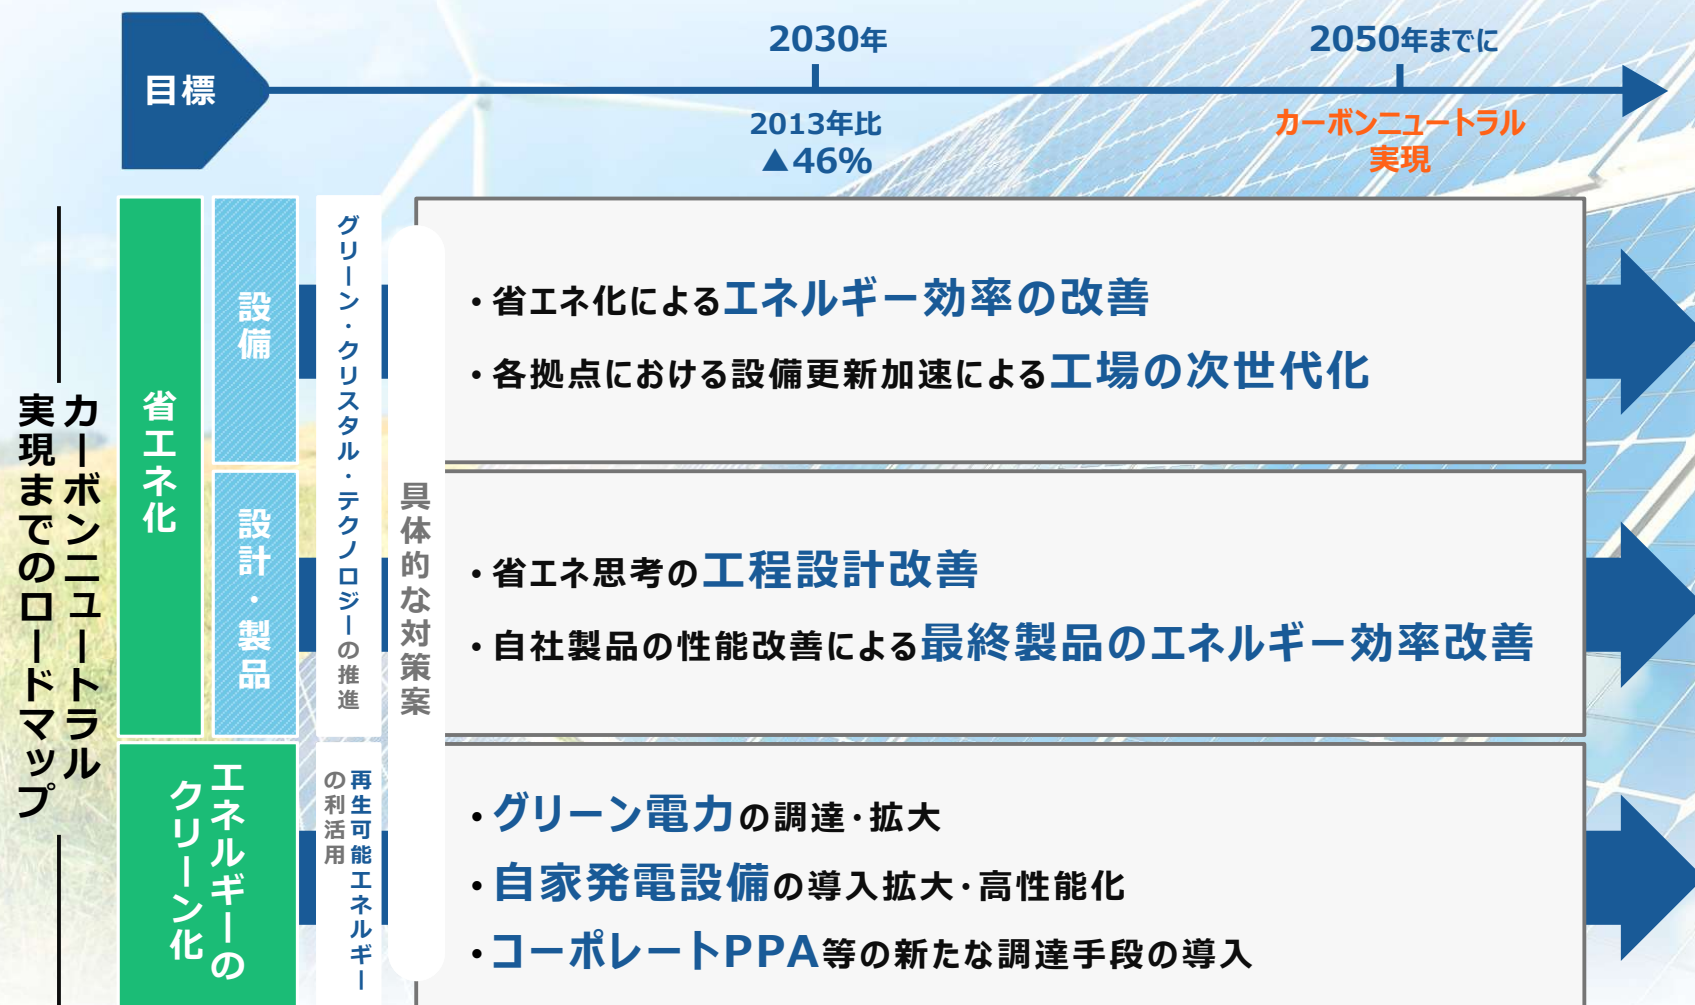 目標
2030年
2013年比
▲46%
2050年までに
カーボンニュートラル
実現
カーボンニュートラル
実現までのロードマップ
省エネ化
設備
設計・製品
グリーン・クリスタル・テクノロジーの推進
具体的な対策案
・省エネ化によるエネルギー効率の改善
・各拠点における設備更新加速による工場の次世代化
・省エネ思考の工程設計改善
・自社製品の性能改善による最終製品のエネルギー効率改善
エネルギーの
クリーン化
再生可能エネルギー
の利活用
・グリーン電力の調達・拡大
・自家発電設備の導入拡大・高性能化
・コーポレートPPA等の新たな調達手段の導入